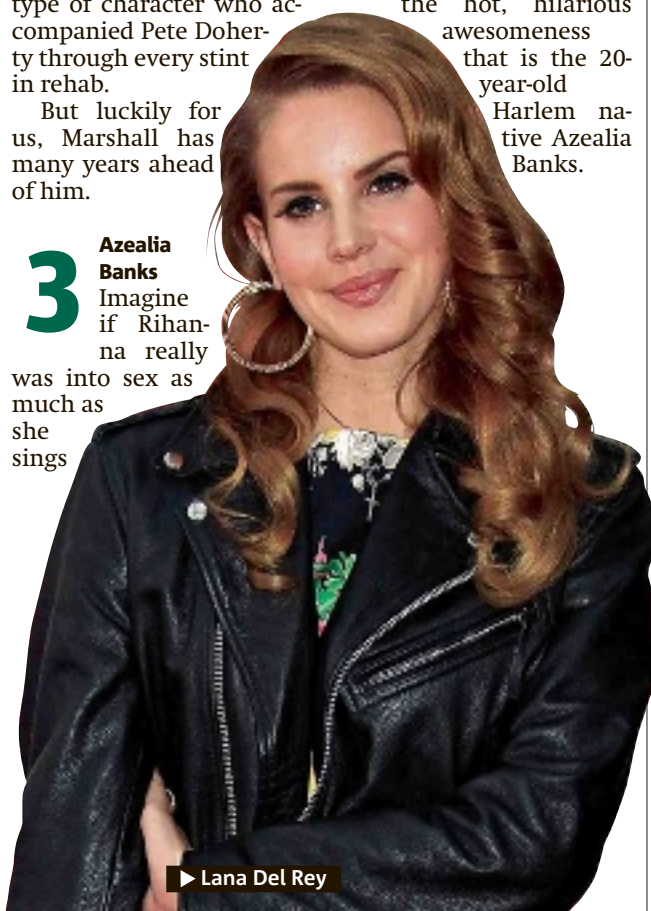 type of character who ac-
companied Pete Doher-
ty through every stint
in rehab.
But luckily for
us, Marshall has
many years ahead
of him.
3
Azealia
Banks
Imagine
if Rihan-
na really
was into sex as
much as
she
sings
the hot, hilarious
awesomeness
that is the 20-
year-old
Harlem na-
tive Azealia
Banks.
▶ Lana Del Rey